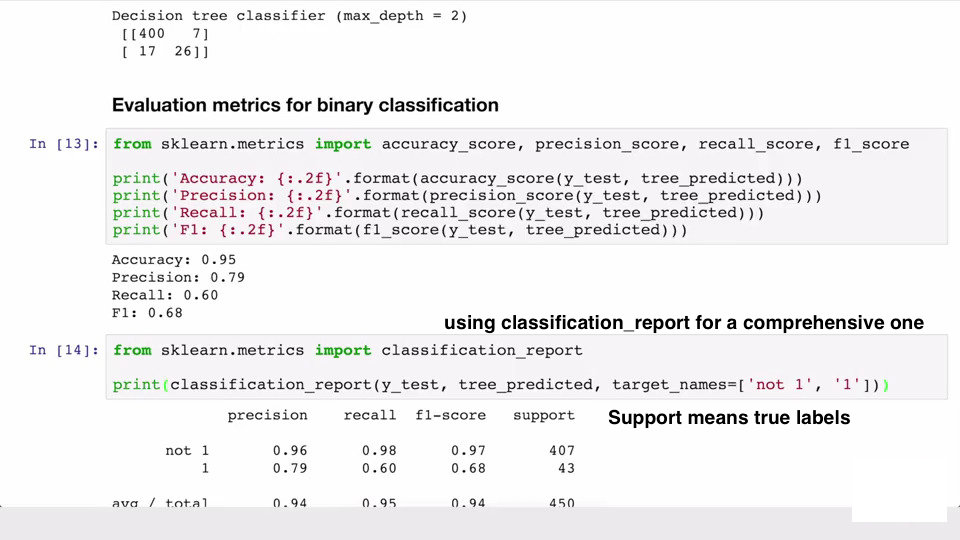 Decision tree classifier (max_depth = 2)
[[400   7]
[ 17  26]]
Evaluation metrics for binary classification
In [13]: from sklearn.metrics import accuracy_score, precision_score, recall_score, f1_score
print('Accuracy: {:.2f}'.format(accuracy_score(y_test, tree_predicted)))
print('Precision: {:.2f}'.format(precision_score(y_test, tree_predicted)))
print('Recall: {:.2f}'.format(recall_score(y_test, tree_predicted)))
print('F1: {:.2f}'.format(f1_score(y_test, tree_predicted)))
Accuracy: 0.95
Precision: 0.79
Recall: 0.60
F1: 0.68
using classification_report for a comprehensive one
In [14]: from sklearn.metrics import classification_report
print(classification_report(y_test, tree_predicted, target_names=['not 1', '1']))
precision recall f1-score support
Support means true labels
not 1 0.96 0.98 0.97 407
1 0.79 0.60 0.68 43
avg / total 0.94 0.95 0.94 450